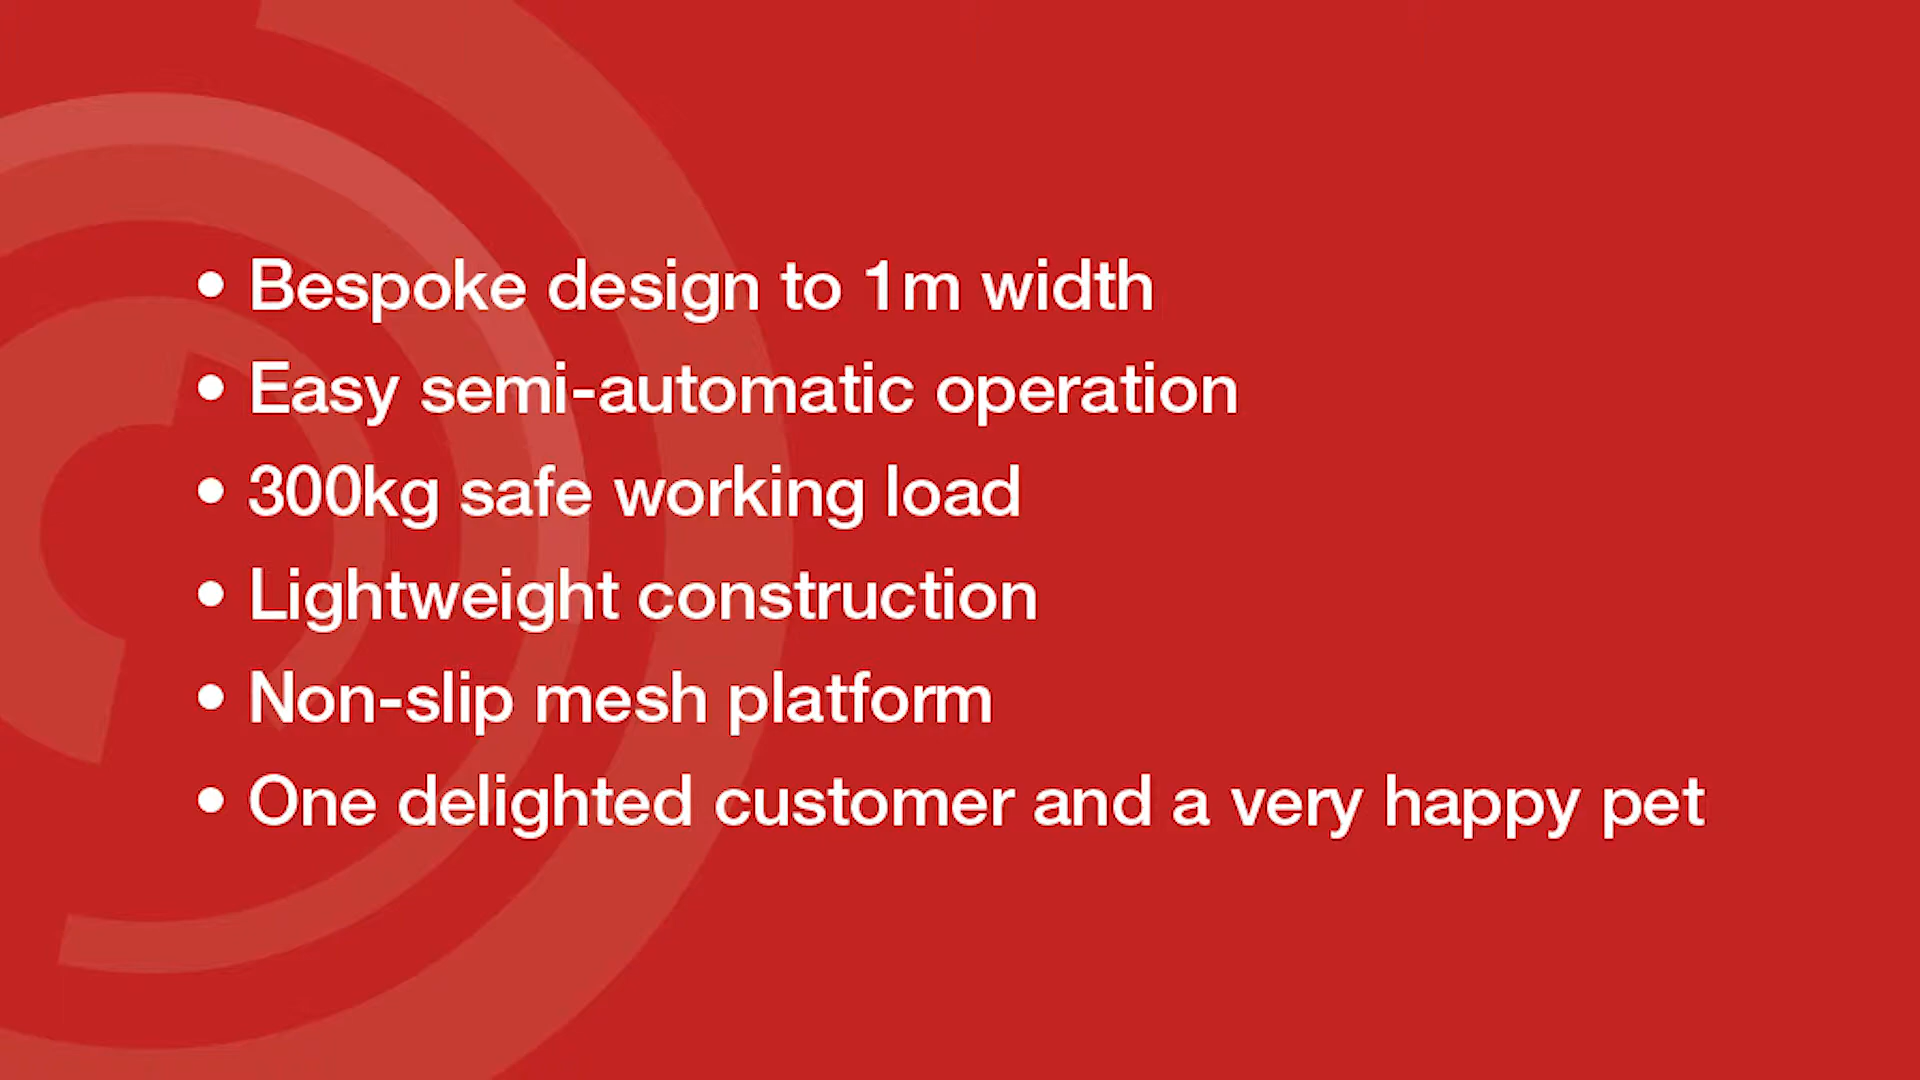 • Bespoke design to 1m width
• Easy semi-automatic operation
• 300kg safe working load
• Lightweight construction
• Non-slip mesh platform
• One delighted customer and a very happy pet